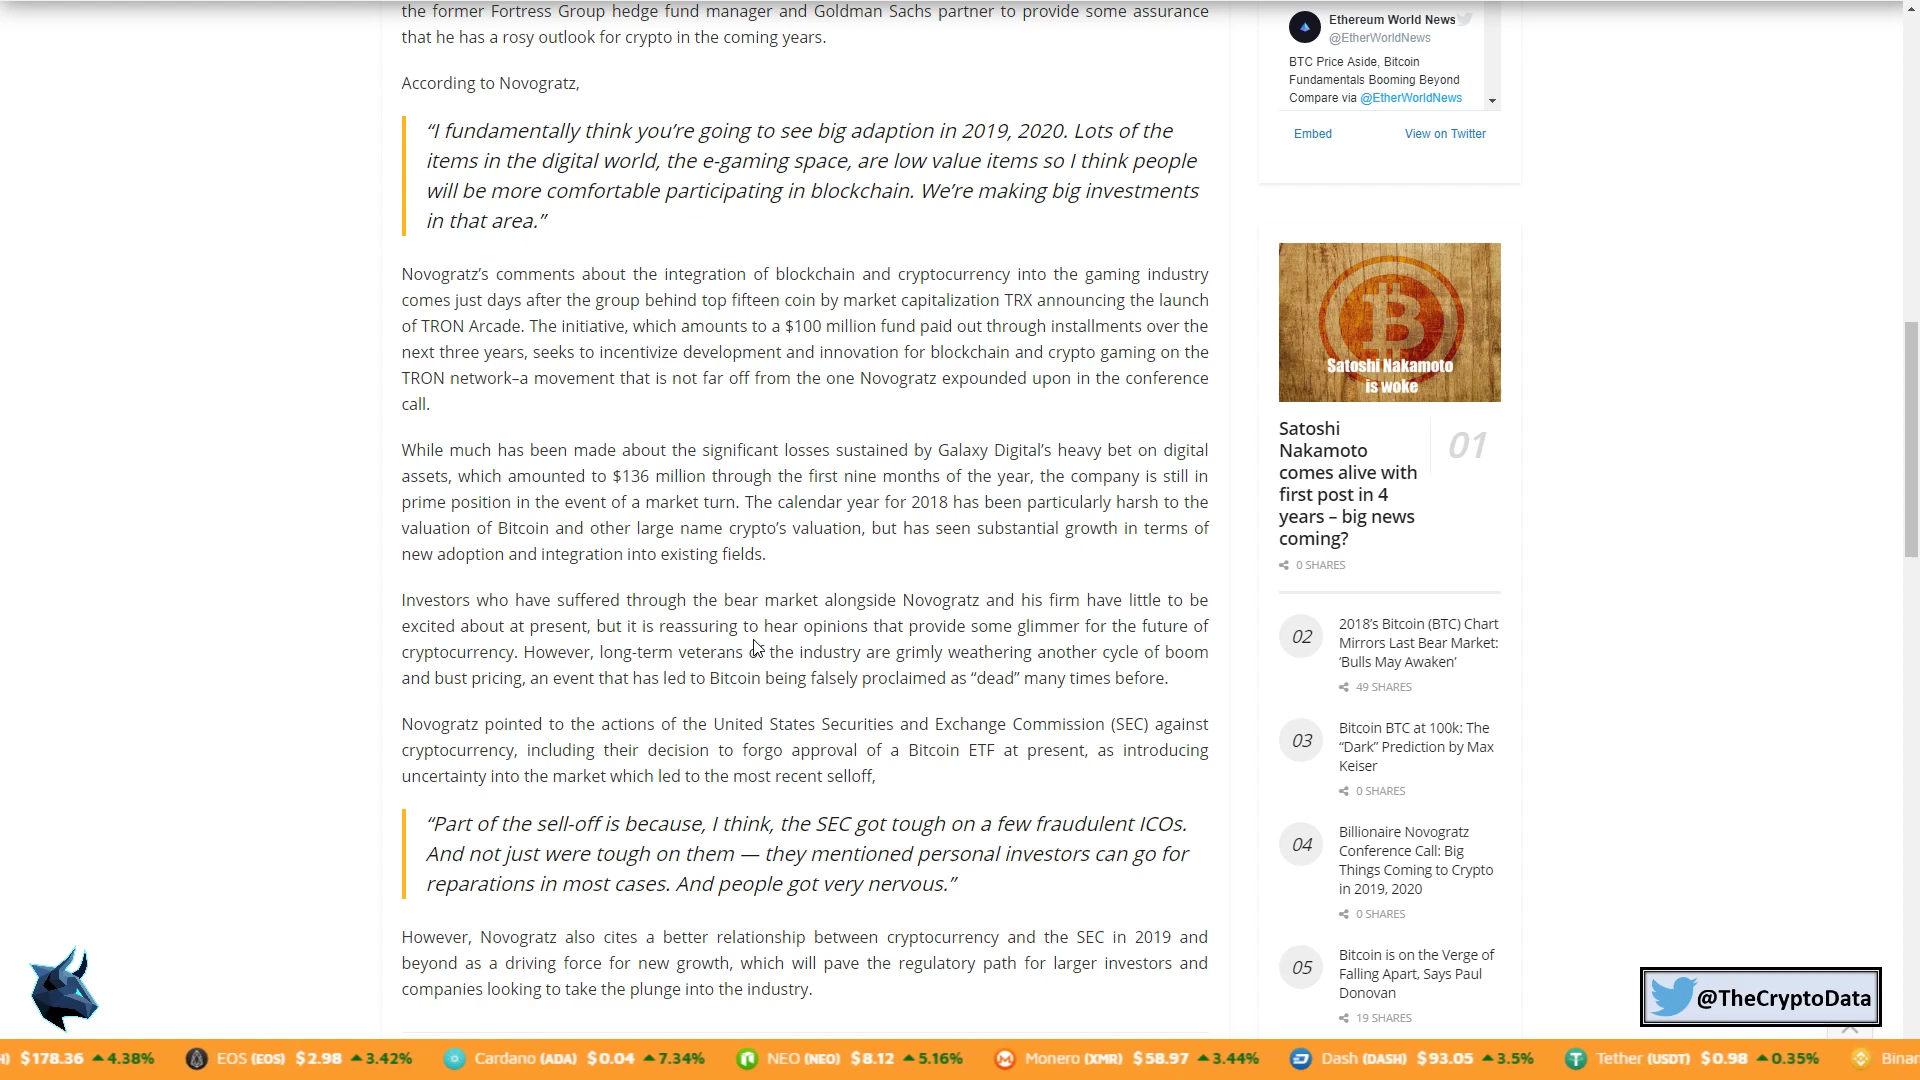 the former Fortress Group hedge fund manager and Goldman Sachs partner to provide some assurance
that he has a rosy outlook for crypto in the coming years.
According to Novogratz,
“I fundamentally think you’re going to see big adaption in 2019, 2020. Lots of the
items in the digital world, the e-gaming space, are low value items so I think people
will be more comfortable participating in blockchain. We’re making big investments
in that area.”
Novogratz’s comments about the integration of blockchain and cryptocurrency into the gaming industry
comes just days after the group behind top fifteen coin by market capitalization TRX announcing the launch
of TRON Arcade. The initiative, which amounts to a $100 million fund paid out through installments over the
next three years, seeks to incentivize development and innovation for blockchain and crypto gaming on the
TRON network–a movement that is not far off from the one Novogratz expounded upon in the conference
call.
While much has been made about the significant losses sustained by Galaxy Digital’s heavy bet on digital
assets, which amounted to $136 million through the first nine months of the year, the company is still in
prime position in the event of a market turn. The calendar year for 2018 has been particularly harsh to the
valuation of Bitcoin and other large name crypto’s valuation, but has seen substantial growth in terms of
new adoption and integration into existing fields.
Investors who have suffered through the bear market alongside Novogratz and his firm have little to be
excited about at present, but it is reassuring to hear opinions that provide some glimmer for the future of
cryptocurrency. However, long-term veterans of the industry are grimly weathering another cycle of boom
and bust pricing, an event that has led to Bitcoin being falsely proclaimed as “dead” many times before.
Novogratz pointed to the actions of the United States Securities and Exchange Commission (SEC) against
cryptocurrency, including their decision to forgo approval of a Bitcoin ETF at present, as introducing
uncertainty into the market which led to the most recent selloff,
“Part of the sell-off is because, I think, the SEC got tough on a few fraudulent ICOs.
And not just were tough on them — they mentioned personal investors can go for
reparations in most cases. And people got very nervous.”
However, Novogratz also cites a better relationship between cryptocurrency and the SEC in 2019 and
beyond as a driving force for new growth, which will pave the regulatory path for larger investors and
companies looking to take the plunge into the industry.
Ethereum World News
@EtherWorldNews
BTC Price Aside, Bitcoin
Fundamentals Booming Beyond
Compare via @EtherWorldNews
Embed View on Twitter
Satoshi Nakamoto
is woke
Satoshi
Nakamoto
comes alive with
first post in 4
years – big news
coming?
01
0 SHARES
02
2018’s Bitcoin (BTC) Chart
Mirrors Last Bear Market:
‘Bulls May Awaken’
49 SHARES
03
Bitcoin BTC at 100k: The
“Dark” Prediction by Max
Keiser
0 SHARES
04
Billionaire Novogratz
Conference Call: Big
Things Coming to Crypto
in 2019, 2020
0 SHARES
05
Bitcoin is on the Verge of
Falling Apart, Says Paul
Donovan
19 SHARES
@TheCryptoData
) $178.36 4.38% EOS (EOS) $2.98 3.42% Cardano (ADA) $0.04 7.34% NEO (NEO) $8.12 5.16% Monero (XMR) $58.97 3.44% Dash (DASH) $93.05 3.5% Tether (USDT) $0.98 0.35% Binan